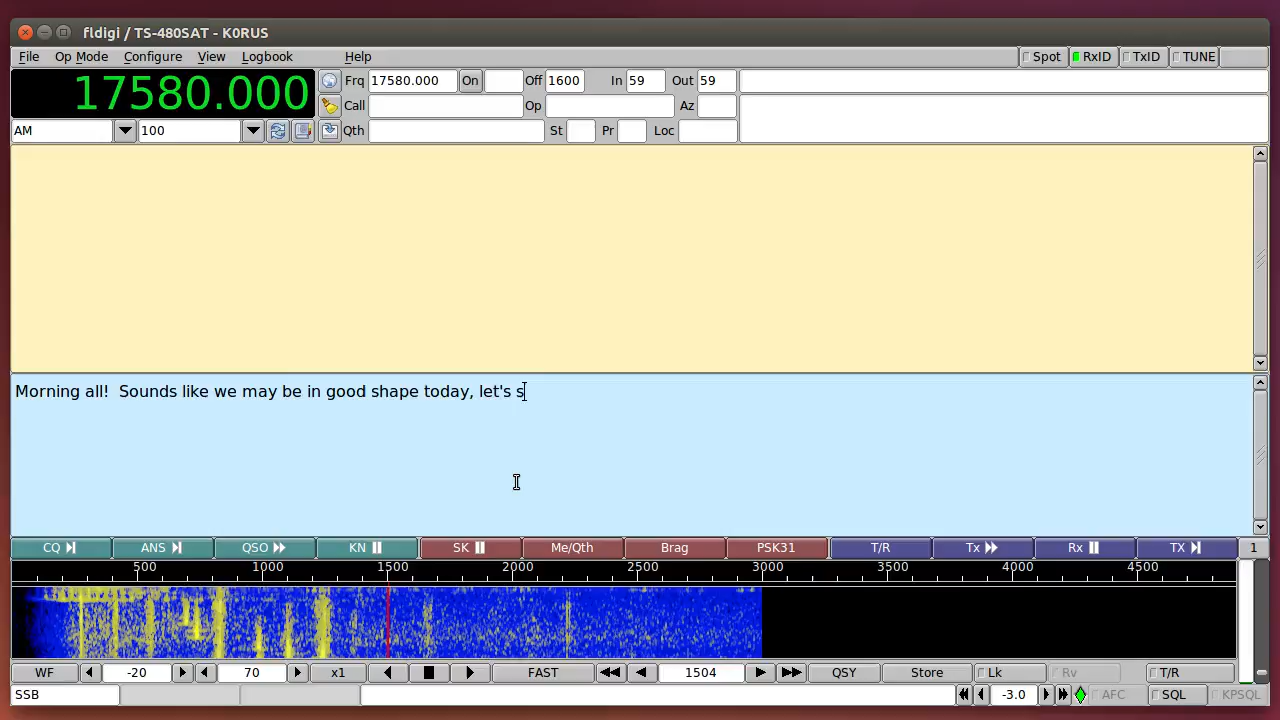 fldigi / TS-480SAT - K0RUS
File Op Mode Configure View Logbook Help Spot RxID TxID TUNE
17580.000 Frq 17580.000 On Off 1600 In 59 Out 59
Call Op Az
AM 100 Qth St Pr Loc
Morning all! Sounds like we may be in good shape today, let's s
CQ ANS QSO KN SK Me/Qth Brag PSK31 T/R Tx Rx TX 1
500 1000 1500 2000 2500 3000 3500 4000 4500
WF -20 70 x1 FAST 1504 QSY Store Lk Rv T/R
SSB -3.0 AFC SQL KPSQL